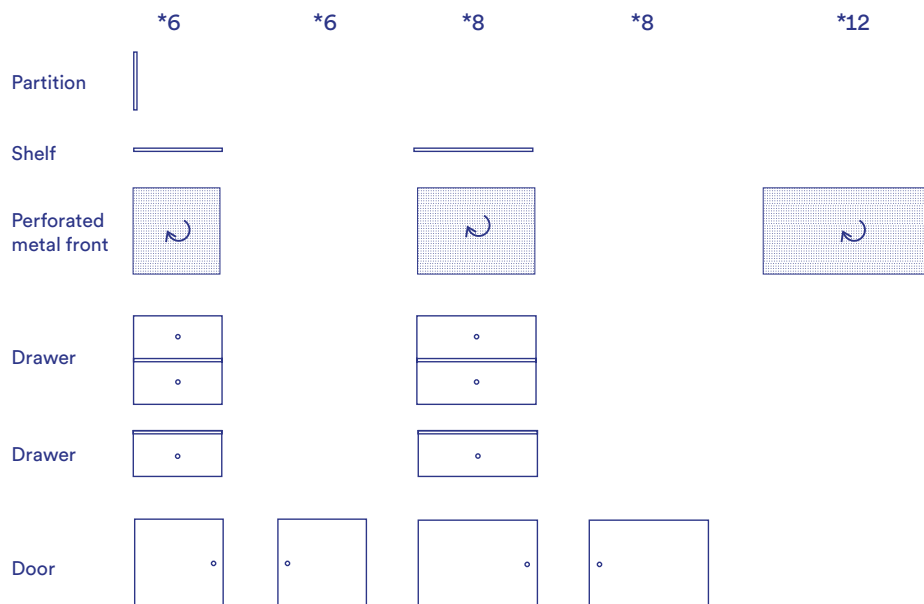 *6 *6 *8 *8 *12
Partition
Shelf
Perforated
metal front
Drawer
Drawer
Door